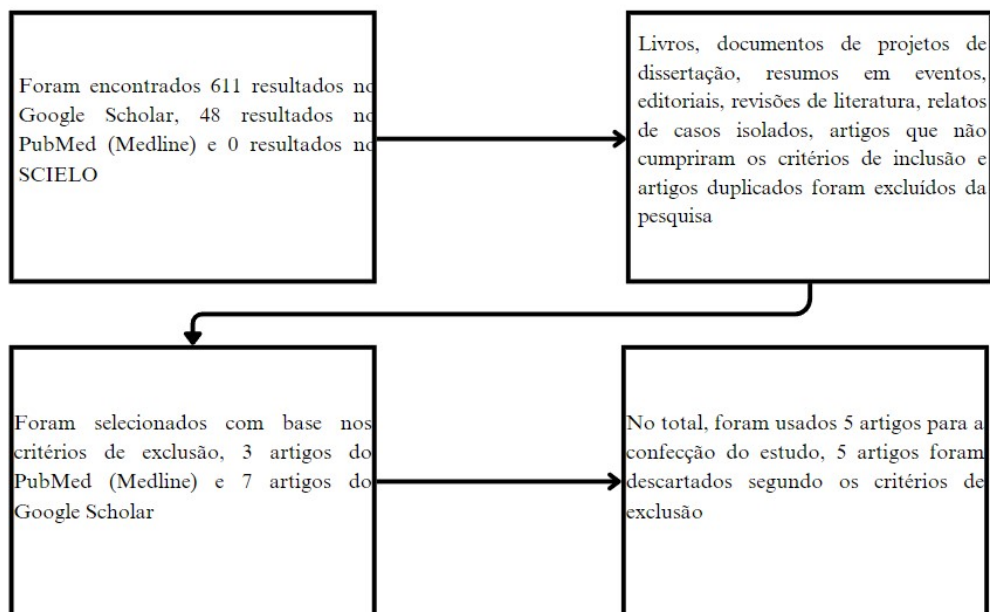 Foram encontrados 611 resultados no
Google Scholar, 48 resultados no
PubMed (Medline) e 0 resultados no
SCIELO
Livros, documentos de projetos de
dissertação, resumos em eventos,
editoriais, revisões de literatura, relatos
de casos isolados, artigos que não
cumpriram os critérios de inclusão e
artigos duplicados foram excluídos da
pesquisa
Foram selecionados com base nos
critérios de exclusão, 3 artigos do
PubMed (Medline) e 7 artigos do
Google Scholar
No total, foram usados 5 artigos para a
confecção do estudo, 5 artigos foram
descartados segundo os critérios de
exclusão